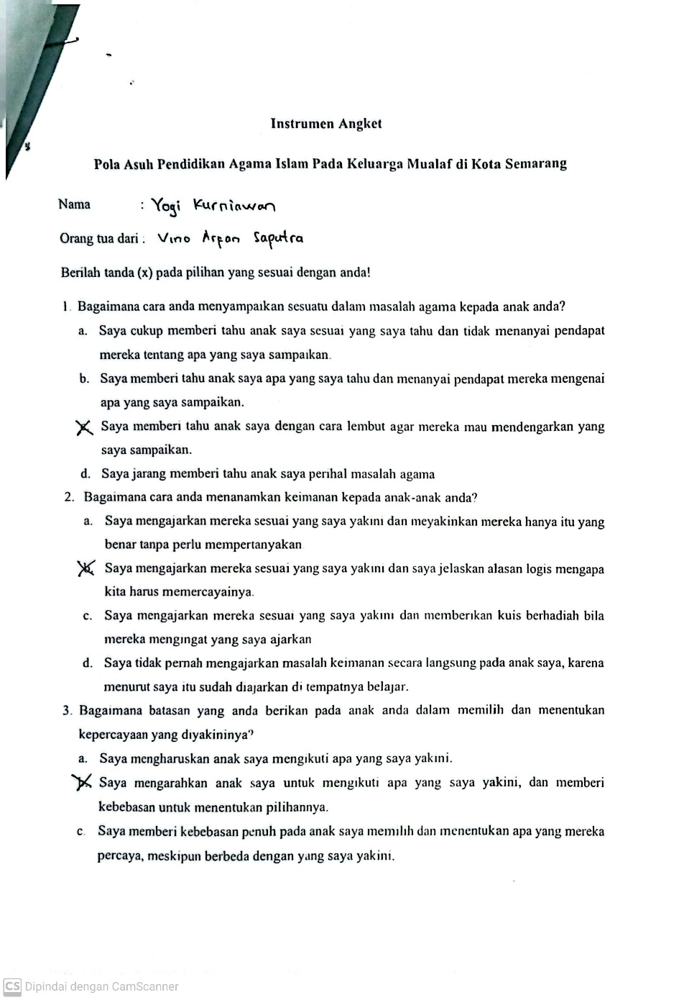 Instrumen Angket
Pola Asuh Pendidikan Agama Islam Pada Keluarga Mualaf di Kota Semarang
Nama : Yogi Kurniawan
Orang tua dari : Vino Arfan Saputra
Berilah tanda (x) pada pilihan yang sesuai dengan anda!
1. Bagaimana cara anda menyampaikan sesuatu dalam masalah agama kepada anak anda?
a. Saya cukup memberi tahu anak saya sesuai yang saya tahu dan tidak menanyai pendapat
mereka tentang apa yang saya sampaikan.
b. Saya memberi tahu anak saya apa yang saya tahu dan menanyai pendapat mereka mengenai
apa yang saya sampaikan.
Saya memberi tahu anak saya dengan cara lembut agar mereka mau mendengarkan yang
saya sampaikan.
d. Saya jarang memberi tahu anak saya perihal masalah agama
2. Bagaimana cara anda menanamkan keimanan kepada anak-anak anda?
a. Saya mengajarkan mereka sesuai yang saya yakini dan meyakinkan mereka hanya itu yang
benar tanpa perlu mempertanyakan
b. Saya mengajarkan mereka sesuai yang saya yakini dan saya jelaskan alasan logis mengapa
kita harus memercayainya.
c. Saya mengajarkan mereka sesuai yang saya yakini dan memberikan kuis berhadiah bila
mereka mengingat yang saya ajarkan
d. Saya tidak pernah mengajarkan masalah keimanan secara langsung pada anak saya, karena
menurut saya itu sudah diajarkan di tempatnya belajar.
3. Bagaimana batasan yang anda berikan pada anak anda dalam memilih dan menentukan
kepercayaan yang diyakininya?
a. Saya mengharuskan anak saya mengikuti apa yang saya yakini.
Saya mengarahkan anak saya untuk mengikuti apa yang saya yakini, dan memberi
kebebasan untuk menentukan pilihannya.
c. Saya memberi kebebasan penuh pada anak saya memilih dan menentukan apa yang mereka
percaya, meskipun berbeda dengan yang saya yakini.
CS Dipindai dengan CamScanner